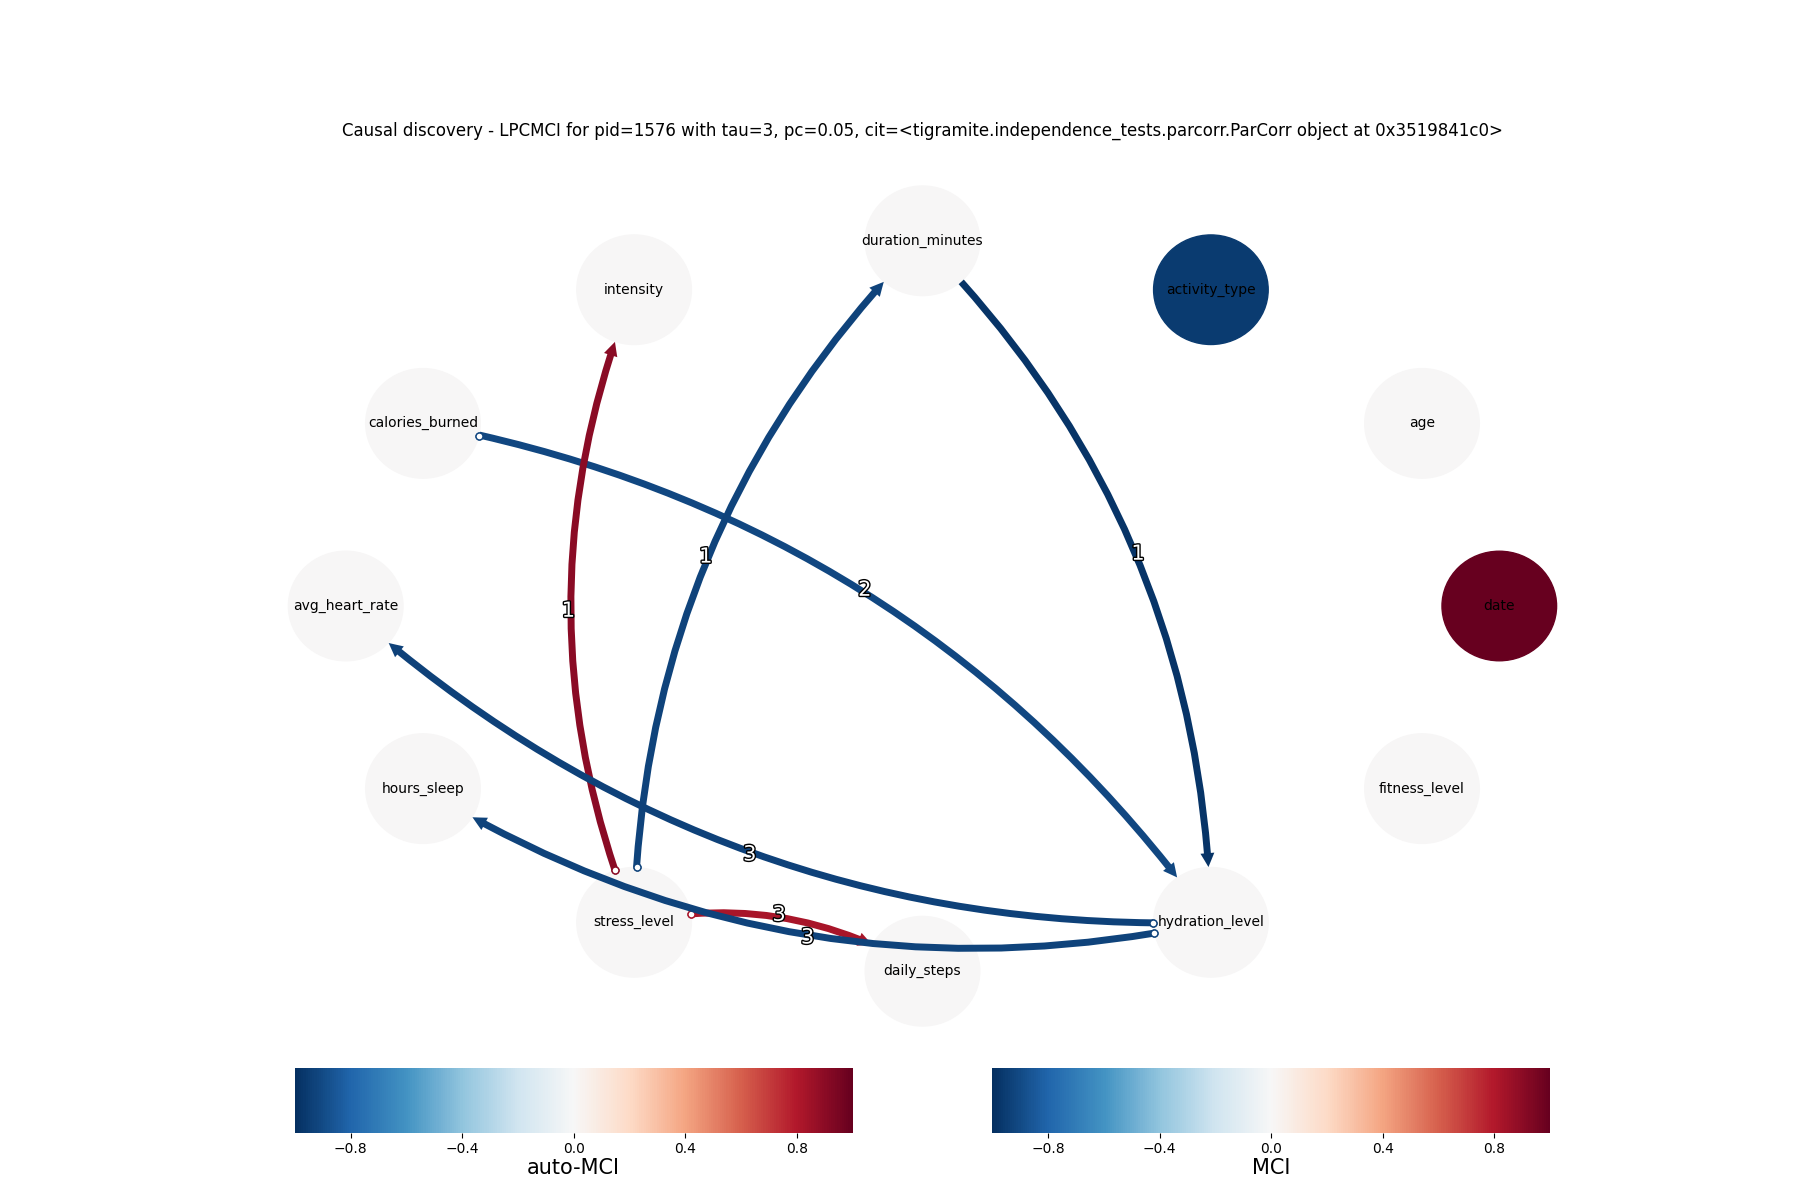 Causal discovery - LPCMCI for pid=1576 with tau=3, pc=0.05, cit=<tigramite.independence_tests.parcorr.ParCorr object at 0x3519841c0>
duration_minutes
intensity
activity_type
calories_burned
age
1
1
2
1
avg_heart_rate
date
hours_sleep
fitness_level
3
3
3
stress_level
hydration_level
daily_steps
−0.8 −0.4 0.0 0.4 0.8
auto-MCI
−0.8 −0.4 0.0 0.4 0.8
MCI